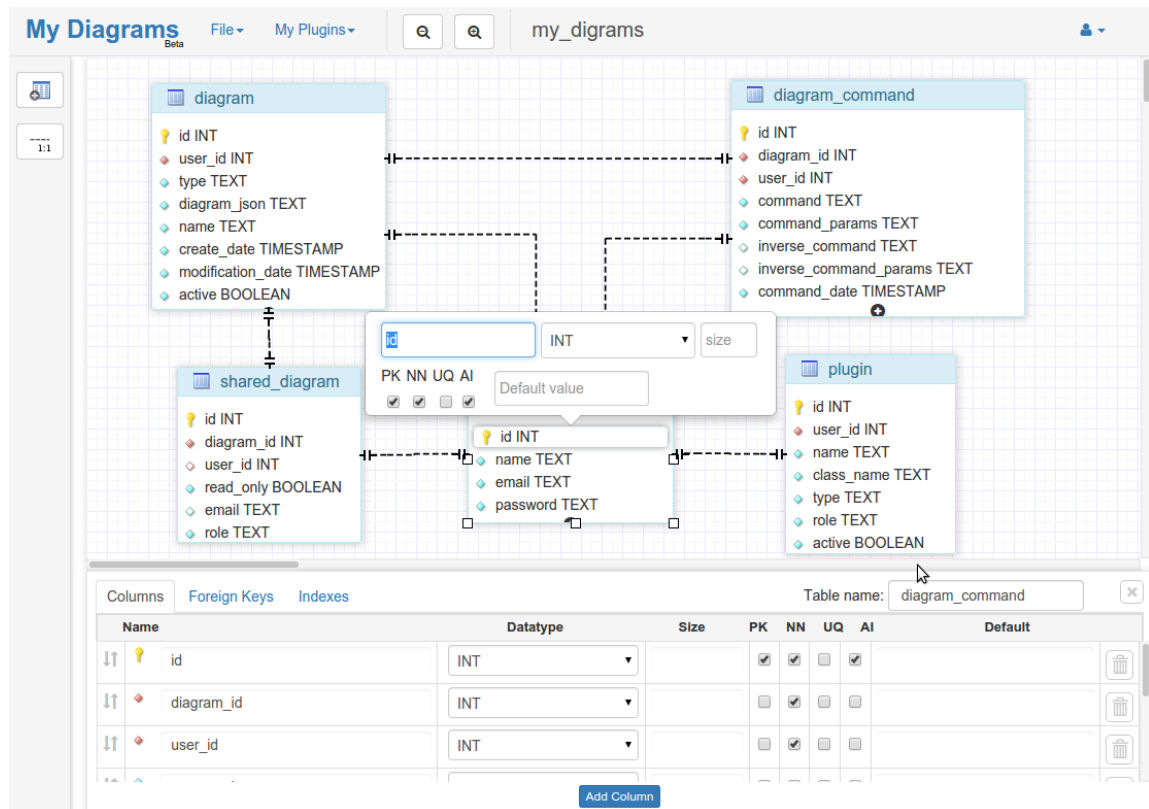 My Diagrams Beta File My Plugins my_digrams
1:1
diagram
id INT
user_id INT
type TEXT
diagram_json TEXT
name TEXT
create_date TIMESTAMP
modification_date TIMESTAMP
active BOOLEAN
diagram_command
id INT
diagram_id INT
user_id INT
command TEXT
command_params TEXT
inverse_command TEXT
inverse_command_params TEXT
command_date TIMESTAMP
id INT size
PK NN UQ AI
Default value
shared_diagram
id INT
diagram_id INT
user_id INT
read_only BOOLEAN
email TEXT
role TEXT
id INT
name TEXT
email TEXT
password TEXT
plugin
id INT
user_id INT
name TEXT
class_name TEXT
type TEXT
role TEXT
active BOOLEAN
Columns Foreign Keys Indexes Table name: diagram_command
Name Datatype Size PK NN UQ AI Default
id INT
diagram_id INT
user_id INT
Add Column